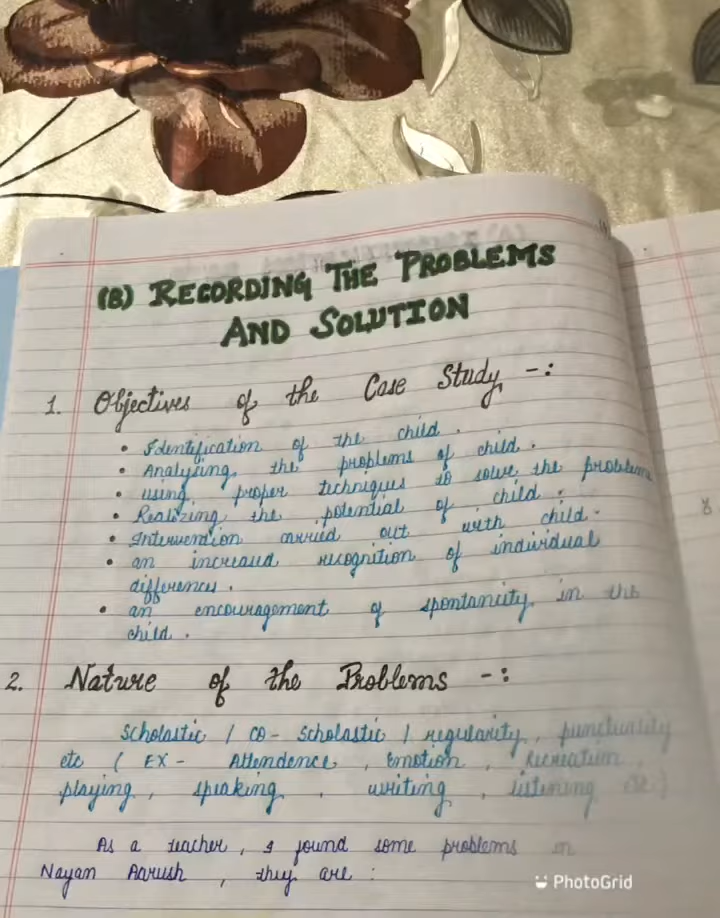 (B) RECORDING THE PROBLEMS
AND SOLUTION
1. Objectives of the Case Study -:
• Identification of the child.
• Analyzing the problems of child.
• using proper techniques to solve the problem
• Realizing the potential of child.
• Intervention carried out with child.
• an increased recognition of individual
differences.
• an encouragement of spontaneity in the
child.
2. Nature of the Problems -:
Scholastic / CO-Scholastic / regularity, punctuality
etc (EX - Attendence, Emotion, Recreation,
playing, speaking, writing, listening etc.)
As a teacher, I found some problems in
Nayan Aarush, they are:
PhotoGrid